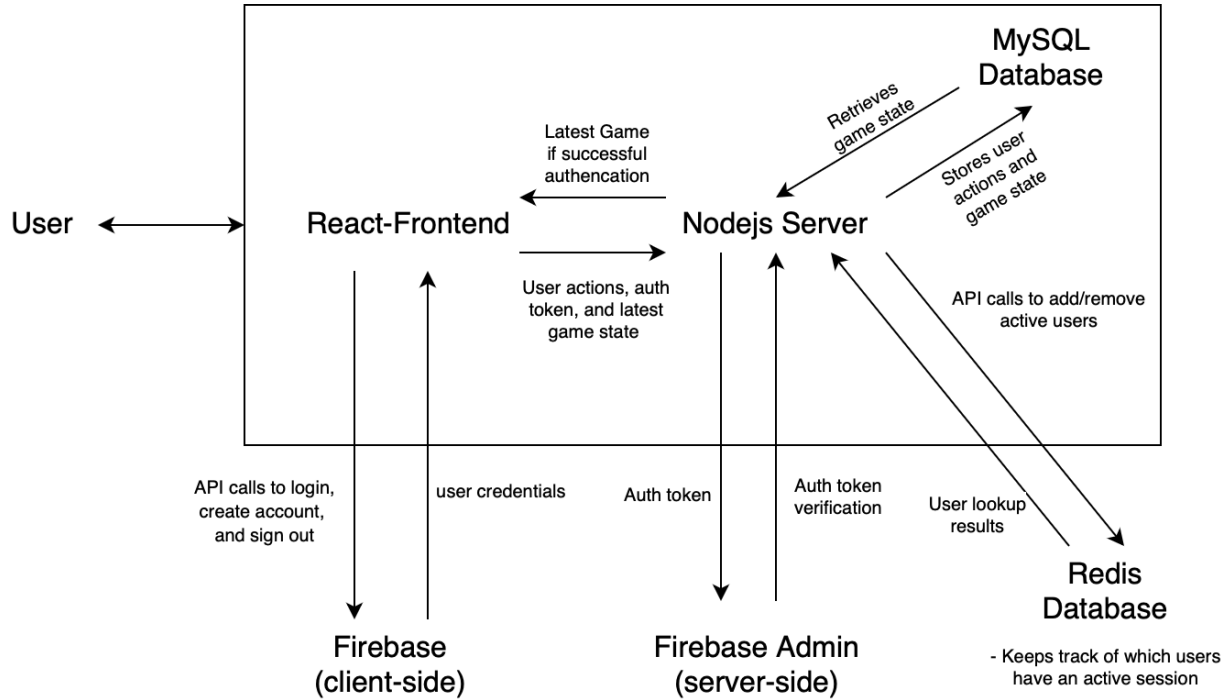 MySQL
Database
Retrieves
game state
Stores user
actions and
game state
Latest Game
if successful
authencation
User
React-Frontend
Nodejs Server
User actions, auth
token, and latest
game state
API calls to add/remove
active users
API calls to login,
create account,
and sign out
user credentials
Auth token
Auth token
verification
User lookup
results
Redis
Database
- Keeps track of which users
have an active session
Firebase
(client-side)
Firebase Admin
(server-side)